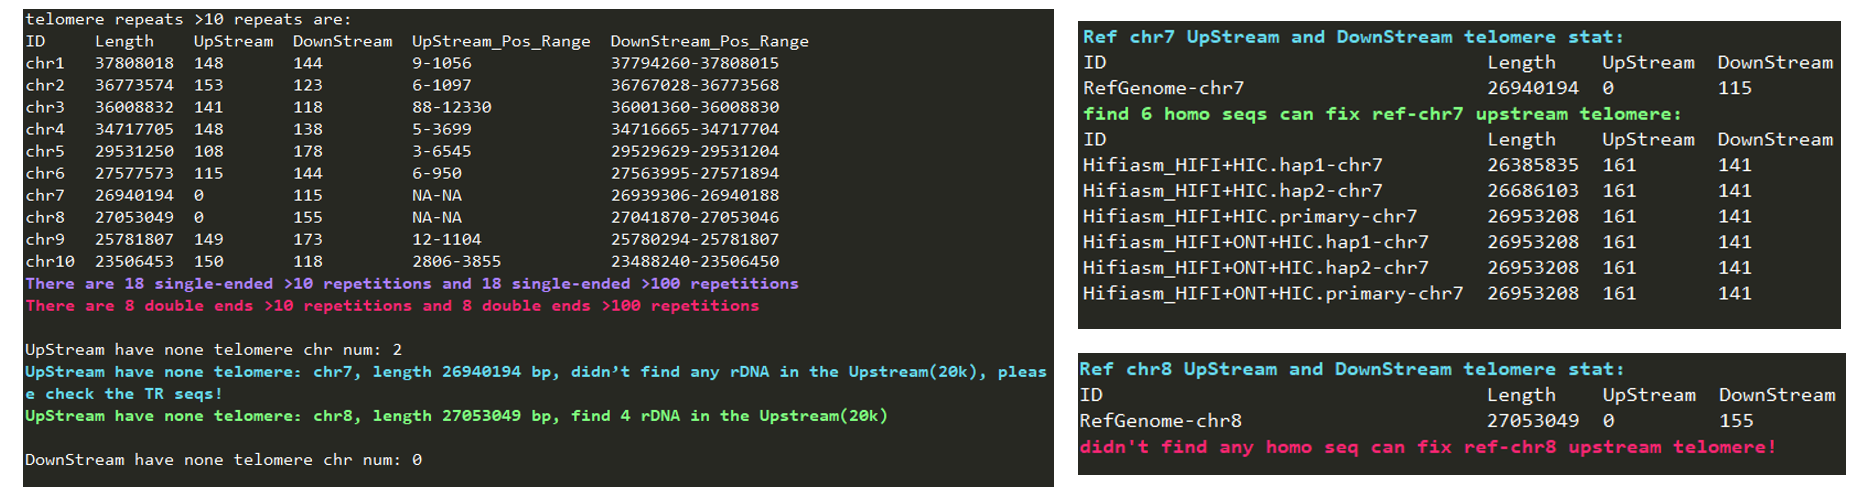 telomere repeats >10 repeats are:
ID Length UpStream DownStream UpStream_Pos_Range DownStream_Pos_Range
chr1 37808018 148 144 9-1056 37794260-37808015
chr2 36773574 153 123 6-1097 36767028-36773568
chr3 36008832 141 118 88-12330 36001360-36008830
chr4 34717705 148 138 5-3699 34716665-34717704
chr5 29531250 108 178 3-6545 29529629-29531204
chr6 27577573 115 144 6-950 27563995-27571894
chr7 26940194 0 115 NA-NA 26939306-26940188
chr8 27053049 0 155 NA-NA 27041870-27053046
chr9 25781807 149 173 12-1104 25780294-25781807
chr10 23506453 150 118 2806-3855 23488240-23506450
There are 18 single-ended >10 repetitions and 18 single-ended >100 repetitions
There are 8 double ends >10 repetitions and 8 double ends >100 repetitions
UpStream have none telomere chr num: 2
UpStream have none telomere: chr7, length 26940194 bp, didn’t find any rDNA in the Upstream(20k), pleas
e check the TR seqs!
UpStream have none telomere: chr8, length 27053049 bp, find 4 rDNA in the Upstream(20k)
DownStream have none telomere chr num: 0
Ref chr7 UpStream and DownStream telomere stat:
ID Length UpStream DownStream
RefGenome-chr7 26940194 0 115
find 6 homo seqs can fix ref-chr7 upstream telomere:
ID Length UpStream DownStream
Hifiasm_HIFI+HIC.hap1-chr7 26385835 161 141
Hifiasm_HIFI+HIC.hap2-chr7 26686103 161 141
Hifiasm_HIFI+HIC.primary-chr7 26953208 161 141
Hifiasm_HIFI+ONT+HIC.hap1-chr7 26953208 161 141
Hifiasm_HIFI+ONT+HIC.hap2-chr7 26953208 161 141
Hifiasm_HIFI+ONT+HIC.primary-chr7 26953208 161 141
Ref chr8 UpStream and DownStream telomere stat:
ID Length UpStream DownStream
RefGenome-chr8 27053049 0 155
didn't find any homo seq can fix ref-chr8 upstream telomere!